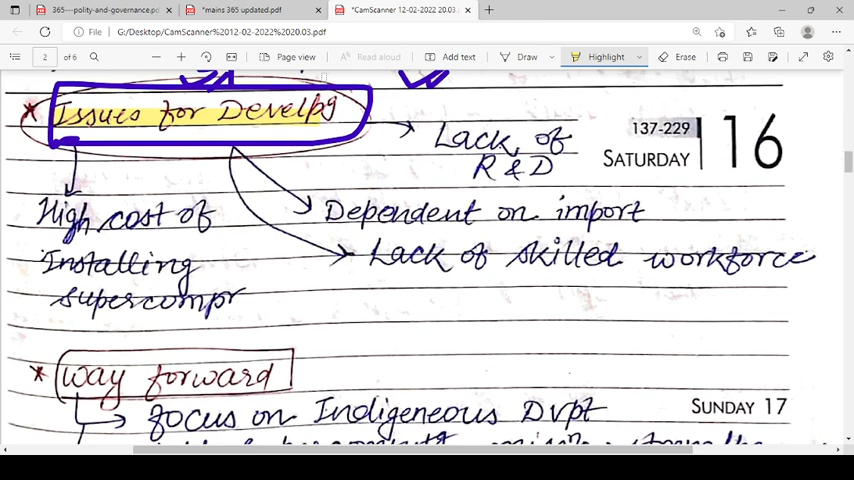 365---polity-and-governance.pd
*mains 365 updated.pdf
*CamScanner 12-02-2022 20.03.
File
G:/Desktop/CamScanner%2012-02-2022%2020.03.pdf
2
of 6
Page view
Read aloud
Add text
Draw
Highlight
Erase
* Issues for Develpg
Lack of
R & D
137-229
SATURDAY
16
High cost of
Installing
supercompr
Dependent on import
Lack of skilled workforce
* Way forward
focus on Indigeneous Dvpt
SUNDAY 17